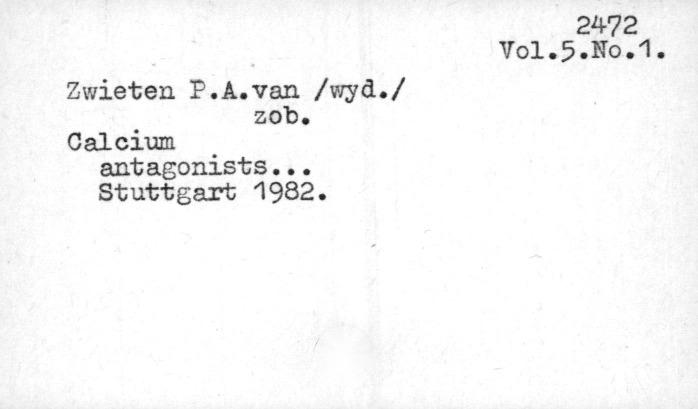 2472
Vol.5.No.1.
Zwieten P.A.van /wyd./
zob.
Calcium
antagonists...
Stuttgart 1982.